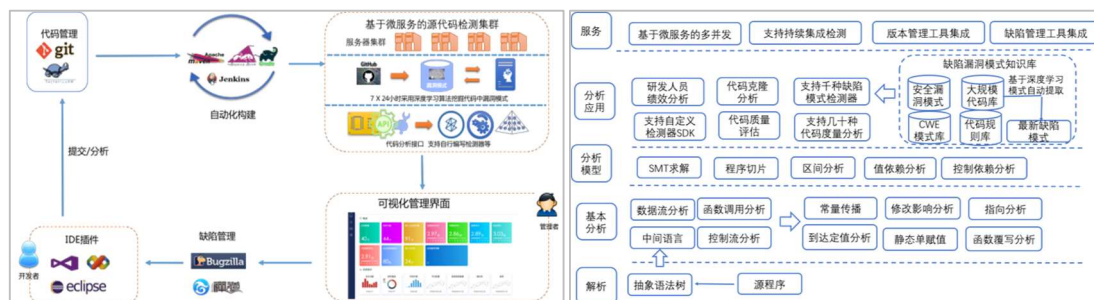 代码管理
git
Apache
Jenkins
自动化构建
基于微服务的源代码检测集群
服务器集群
GitHub
7 X 24小时采用深度学习算法挖掘代码中漏洞模式
API
代码分析接口 支持自行编写检测器等
提交/分析
可视化管理界面
管理者
IDE插件
缺陷管理
Bugzilla
禅道
eclipse
开发者
服务
基于微服务的多并发
支持持续集成检测
版本管理工具集成
缺陷管理工具集成
分析应用
研发人员绩效分析
代码克隆分析
支持千种缺陷模式检测器
支持自定义检测器SDK
代码质量评估
支持几十种代码度量分析
缺陷漏洞模式知识库
安全漏洞模式
大规模代码库
基于深度学习模式自动提取
CWE模式库
代码规则库
最新缺陷模式
分析模型
SMT求解
程序切片
区间分析
值依赖分析
控制依赖分析
基本分析
数据流分析
函数调用分析
常量传播
修改影响分析
指向分析
中间语言
控制流分析
到达定值分析
静态单赋值
函数覆写分析
解析
抽象语法树
源程序